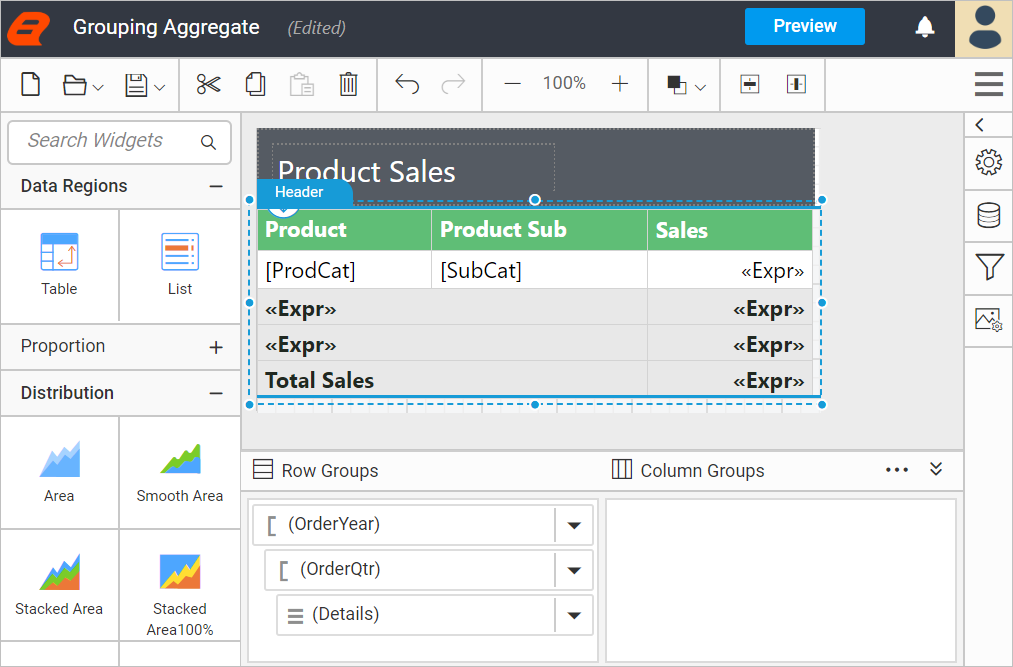 Grouping Aggregate (Edited) Preview
100%
Search Widgets
Data Regions
Table List
Proportion
Distribution
Area Smooth Area
Stacked Area Stacked
Area100%
Product Sales
Header
Product Product Sub Sales
[ProdCat] [SubCat] «Expr»
«Expr» «Expr»
«Expr» «Expr»
Total Sales «Expr»
Row Groups Column Groups
(OrderYear)
(OrderQtr)
(Details)